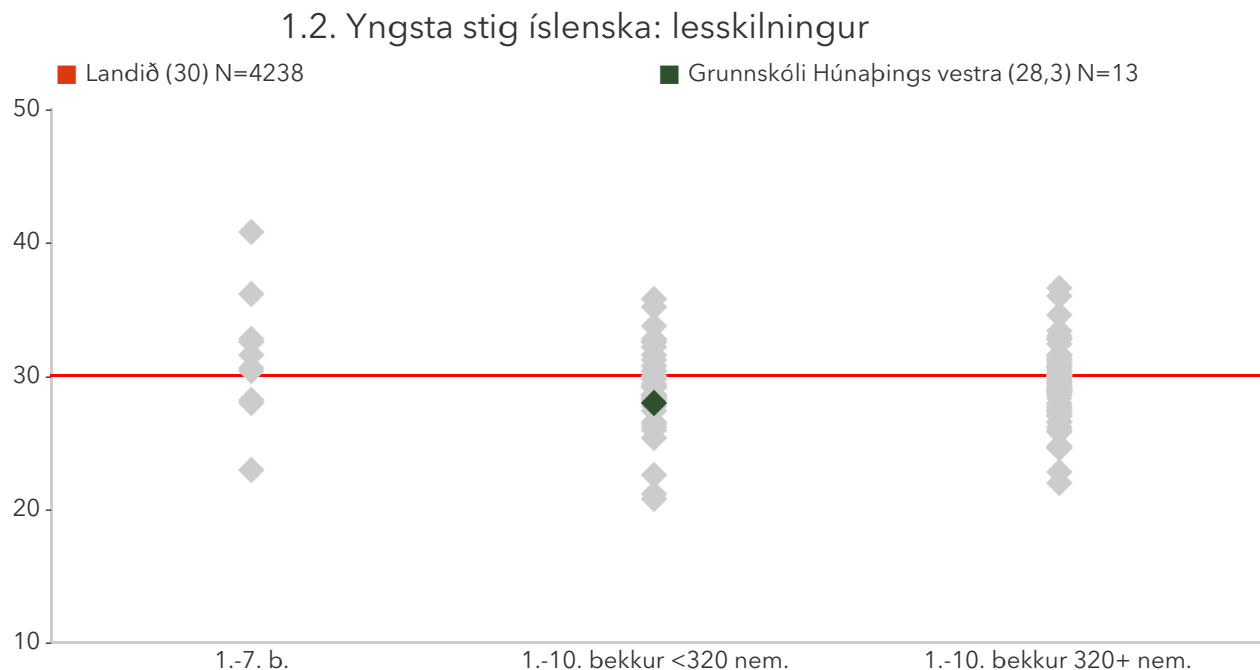 1.2. Yngsta stig íslenska: lesskilningur
Landið (30) N=4238
Grunnskóli Húnaþings vestra (28,3) N=13
50
40
30
20
10
1.-7. b.
1.-10. bekkur <320 nem.
1.-10. bekkur 320+ nem.